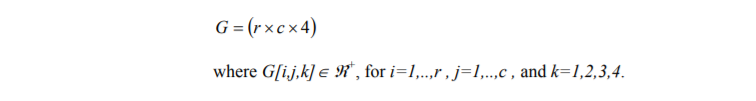 G = (r × c × 4)
where G[i,j,k] ∈ ℜ⁺, for i=1,..,r , j=1,..,c , and k=1,2,3,4.